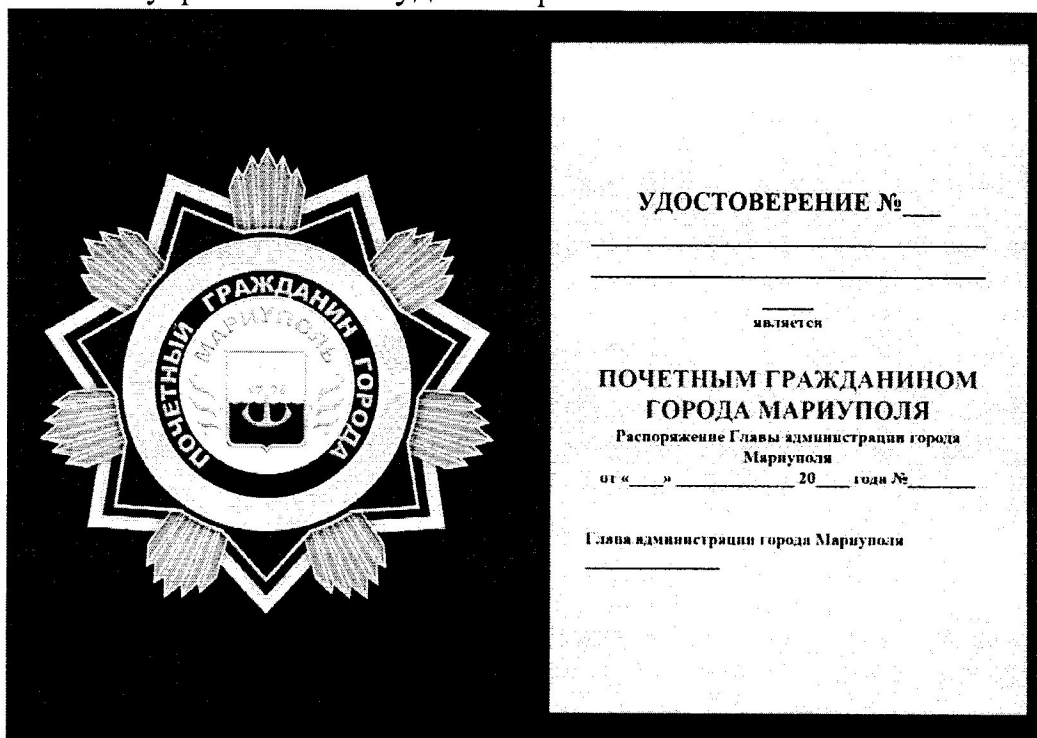 ПОЧЕТНЫЙ ГРАЖДАНИН ГОРОДА
МАРИУПОЛЬ
УДОСТОВЕРЕНИЕ №___
является
ПОЧЕТНЫМ ГРАЖДАНИНОМ
ГОРОДА МАРИУПОЛЯ
Распоряжение Главы администрации города
Мариуполя
от «____» ______________ 20____ года №________
Глава администрации города Мариуполя